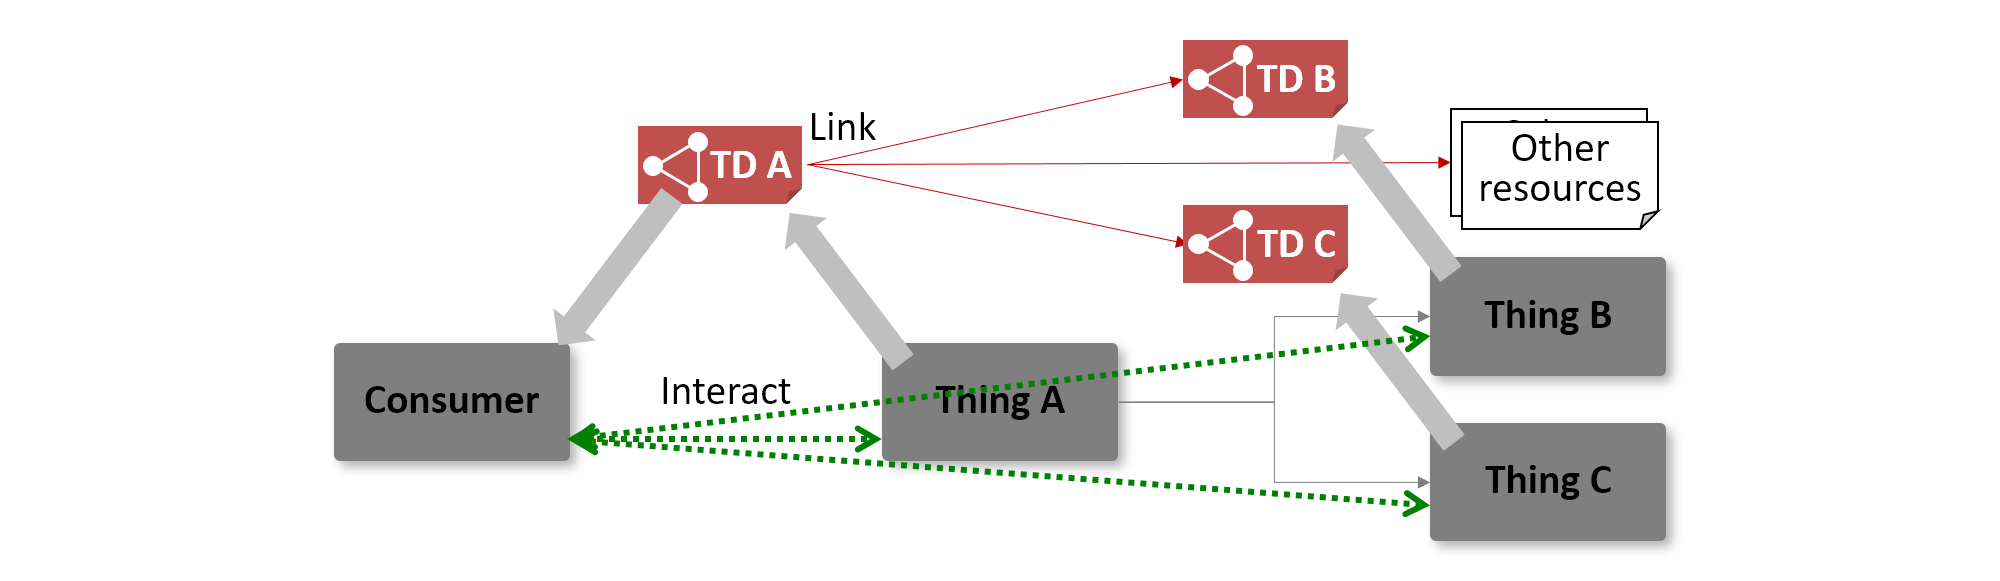 TD B
Link
TD A
Other
resources
TD C
Thing B
Interact
Consumer
Thing A
Thing C